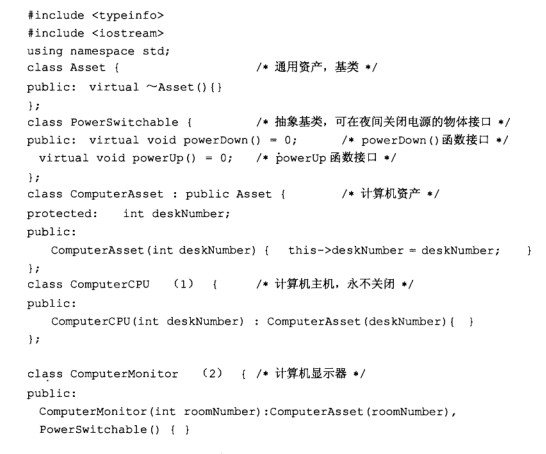 #include <typeinfo>
#include <iostream>
using namespace std;
class Asset { /* 通用资产，基类 */
public: virtual ～Asset(){}
};
class PowerSwitchable { /* 抽象基类，可在夜间关闭电源的物体接口 */
public: virtual void powerDown() = 0; /* powerDown()函数接口 */
virtual void powerUp() = 0; /* powerUp 函数接口 */
};
class ComputerAsset : public Asset { /* 计算机资产 */
protected: int deskNumber;
public:
ComputerAsset(int deskNumber) { this->deskNumber = deskNumber; }
};
class ComputerCPU （1） { /* 计算机主机，永不关闭 */
public:
ComputerCPU(int deskNumber) : ComputerAsset(deskNumber){ }
};
class ComputerMonitor （2） { /* 计算机显示器 */
public:
ComputerMonitor(int roomNumber):ComputerAsset(roomNumber),
PowerSwitchable() { }